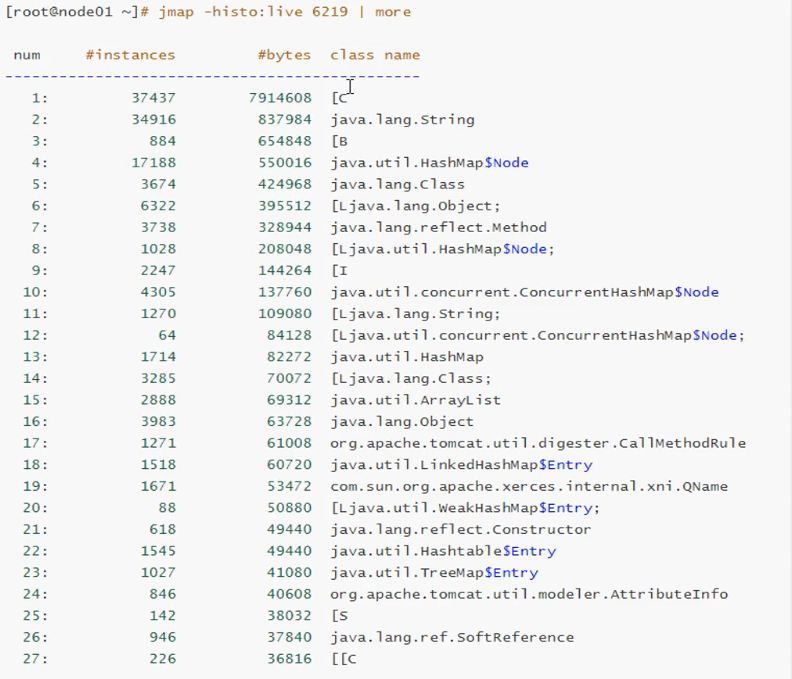 [root@node01 ~]# jmap -histo:live 6219 | more
num #instances #bytes class name
----------------------------------------------
1: 37437 7914608 [C
2: 34916 837984 java.lang.String
3: 884 654848 [B
4: 17188 550016 java.util.HashMap$Node
5: 3674 424968 java.lang.Class
6: 6322 395512 [Ljava.lang.Object;
7: 3738 328944 java.lang.reflect.Method
8: 1028 208048 [Ljava.util.HashMap$Node;
9: 2247 144264 [I
10: 4305 137760 java.util.concurrent.ConcurrentHashMap$Node
11: 1270 109080 [Ljava.lang.String;
12: 64 84128 [Ljava.util.concurrent.ConcurrentHashMap$Node;
13: 1714 82272 java.util.HashMap
14: 3285 70072 [Ljava.lang.Class;
15: 2888 69312 java.util.ArrayList
16: 3983 63728 java.lang.Object
17: 1271 61008 org.apache.tomcat.util.digester.CallMethodRule
18: 1518 60720 java.util.LinkedHashMap$Entry
19: 1671 53472 com.sun.org.apache.xerces.internal.xni.QName
20: 88 50880 [Ljava.util.WeakHashMap$Entry;
21: 618 49440 java.lang.reflect.Constructor
22: 1545 49440 java.util.Hashtable$Entry
23: 1027 41080 java.util.TreeMap$Entry
24: 846 40608 org.apache.tomcat.util.modeler.AttributeInfo
25: 142 38032 [S
26: 946 37840 java.lang.ref.SoftReference
27: 226 36816 [[C